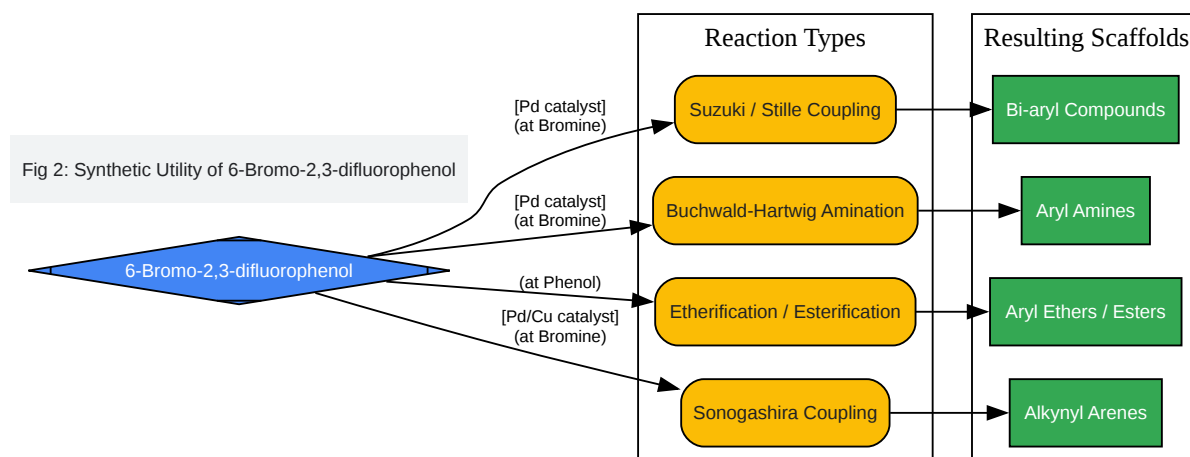 Reaction Types
Resulting Scaffolds
[Pd catalyst]
(at Bromine)
Suzuki / Stille Coupling
Bi-aryl Compounds
Fig 2: Synthetic Utility of 6-Bromo-2,3-difluorophenol
[Pd catalyst]
(at Bromine)
Buchwald-Hartwig Amination
Aryl Amines
6-Bromo-2,3-difluorophenol
(at Phenol)
Etherification / Esterification
Aryl Ethers / Esters
[Pd/Cu catalyst]
(at Bromine)
Sonogashira Coupling
Alkynyl Arenes